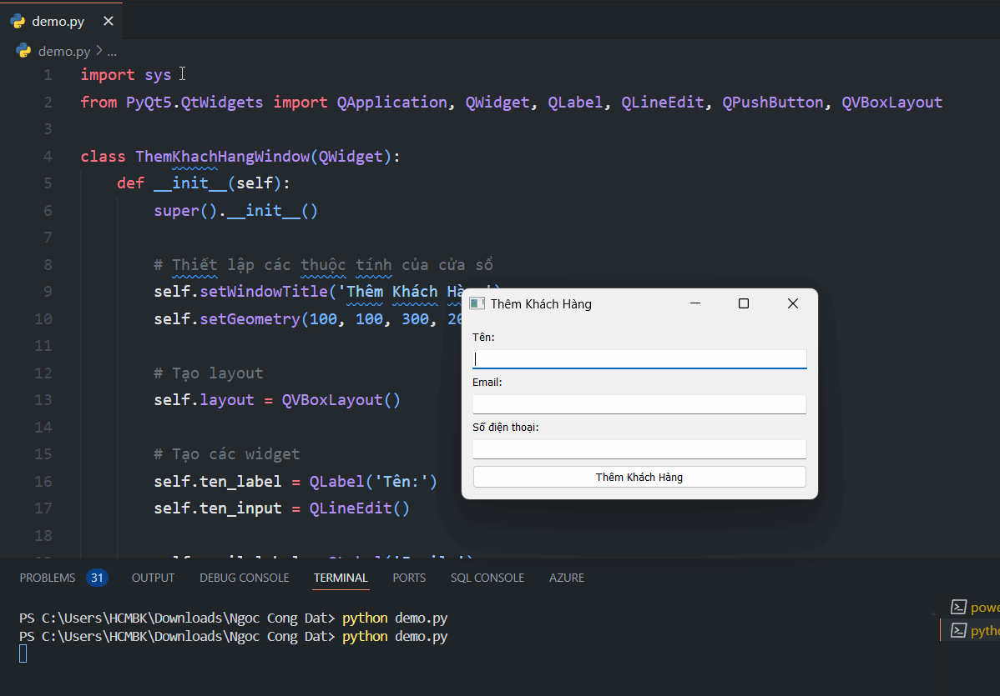 demo.py
demo.py > ...
1 import sys
2 from PyQt5.QtWidgets import QApplication, QWidget, QLabel, QLineEdit, QPushButton, QVBoxLayout
3
4 class ThemKhachHangWindow(QWidget):
5 def __init__(self):
6 super().__init__()
7
8 # Thiết lập các thuộc tính của cửa sổ
9 self.setWindowTitle('Thêm Khách
10 self.setGeometry(100, 100, 300,
11
12 # Tạo layout
13 self.layout = QVBoxLayout()
14
15 # Tạo các widget
16 self.ten_label = QLabel('Tên:')
17 self.ten_input = QLineEdit()
18
Thêm Khách Hàng
Tên:
Email:
Số điện thoại:
Thêm Khách Hàng
PROBLEMS 31 OUTPUT DEBUG CONSOLE TERMINAL PORTS SQL CONSOLE AZURE
PS C:\Users\HCMBK\Downloads\Ngoc Cong Dat> python demo.py
PS C:\Users\HCMBK\Downloads\Ngoc Cong Dat> python demo.py